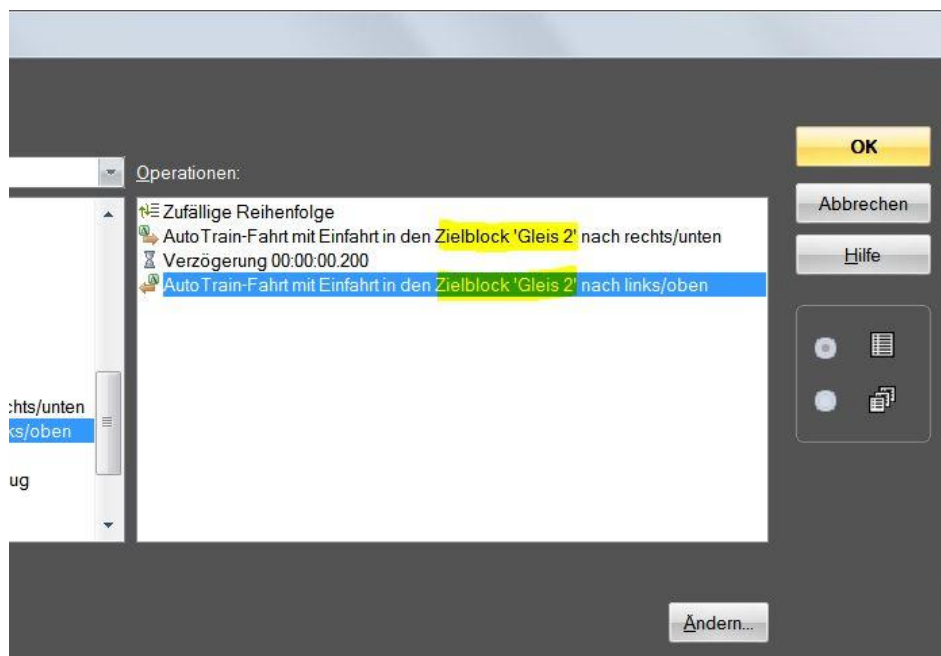 Operationen:
Zufällige Reihenfolge
AutoTrain-Fahrt mit Einfahrt in den Zielblock 'Gleis 2' nach rechts/unten
Verzögerung 00:00:00.200
AutoTrain-Fahrt mit Einfahrt in den Zielblock 'Gleis 2' nach links/oben
chts/unten
ks/oben
ug
OK
Abbrechen
Hilfe
Ändern...